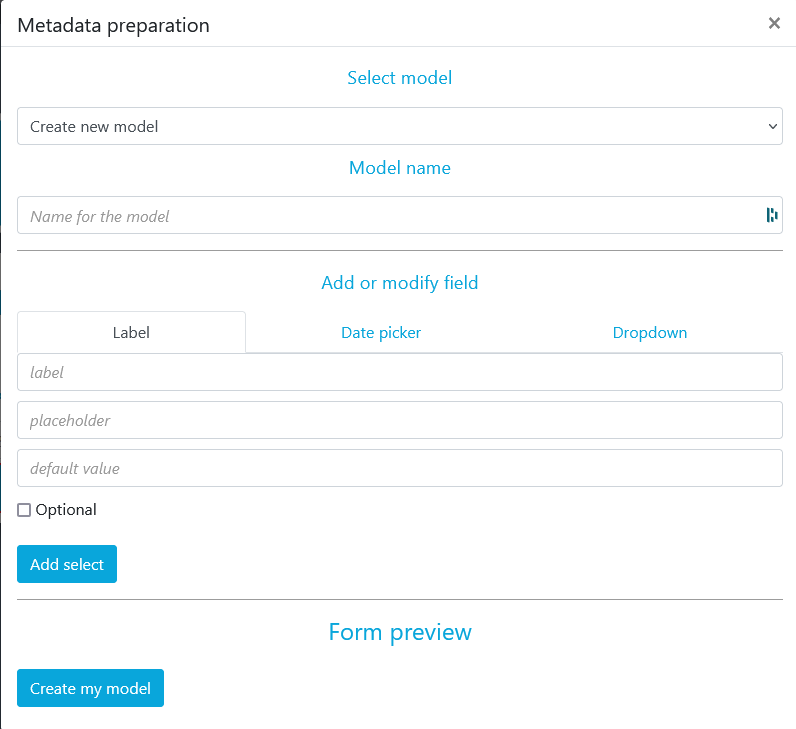 Metadata preparation ×
Select model
Create new model
Model name
Name for the model
Add or modify field
Label Date picker Dropdown
label
placeholder
default value
Optional
Add select
Form preview
Create my model